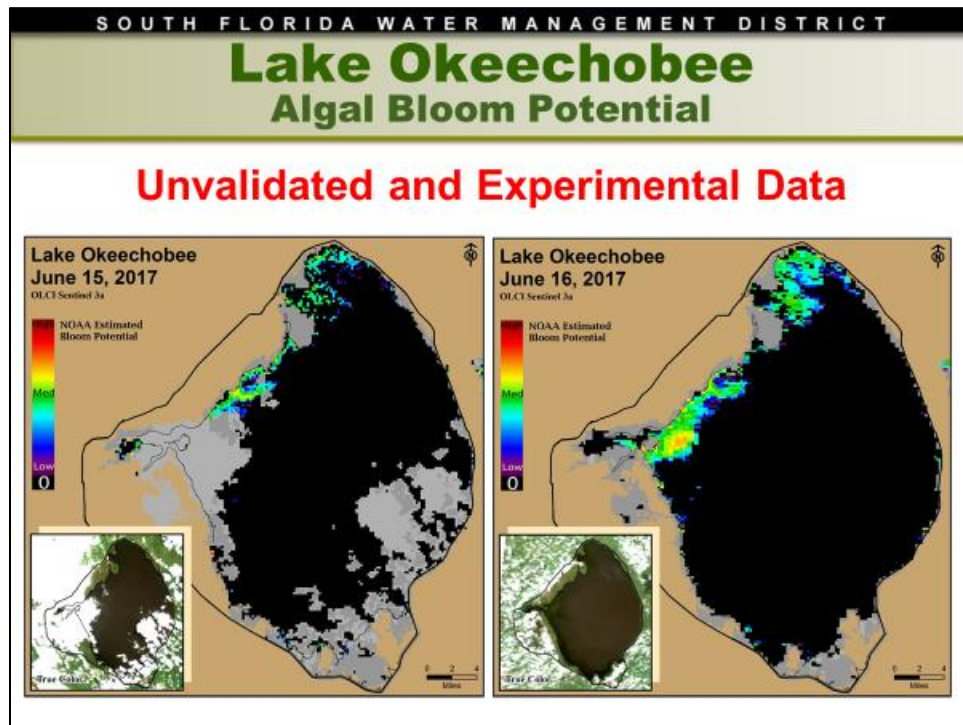 SOUTH FLORIDA WATER MANAGEMENT DISTRICT
Lake Okeechobee
Algal Bloom Potential
Unvalidated and Experimental Data
Lake Okeechobee
June 15, 2017
OLCI Sentinel 3a
High
NOAA Estimated
Bloom Potential
Med
Low
0
N
True Color
0 2 4
Miles
Lake Okeechobee
June 16, 2017
OLCI Sentinel 3a
High
NOAA Estimated
Bloom Potential
Med
Low
0
N
True Color
0 2 4
Miles